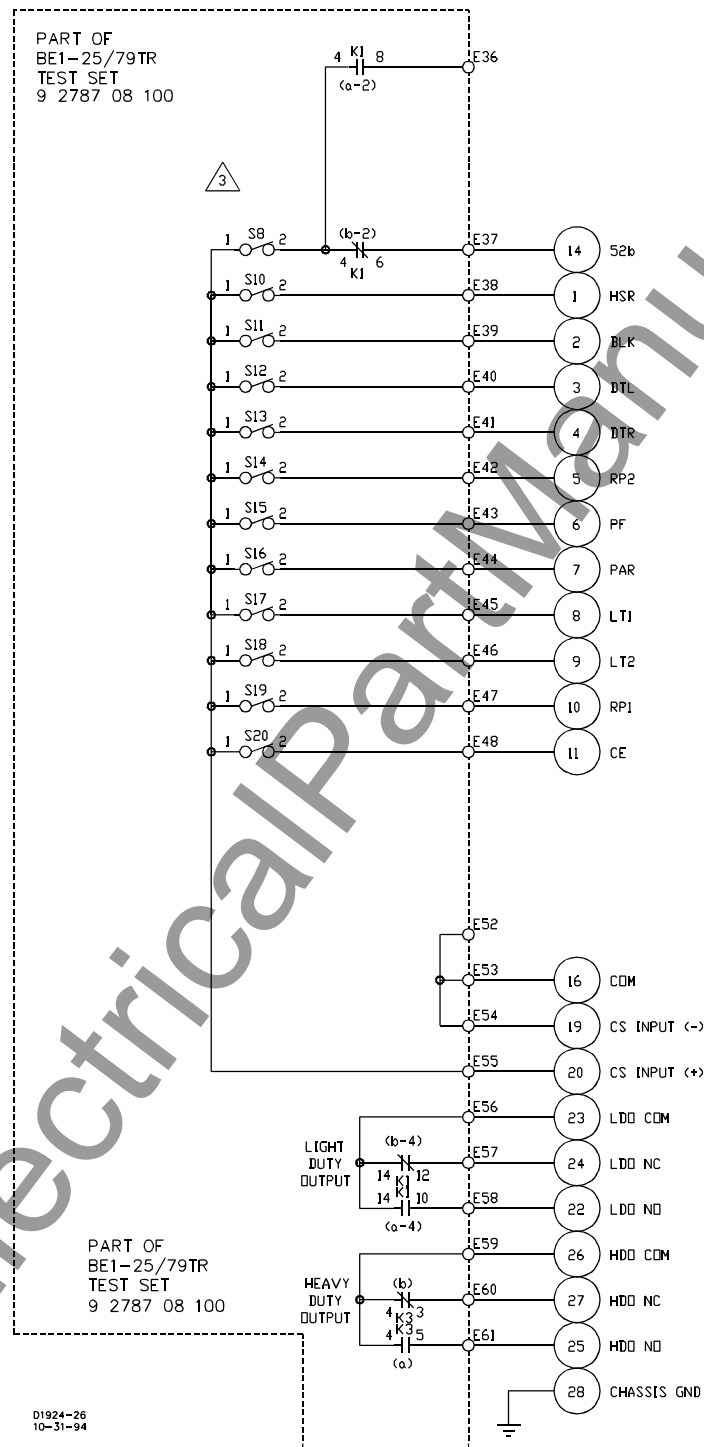 PART OF
BE1-25/79TR
TEST SET
9 2787 08 100
4 K1 8 E36
(a-2)
3
1 S8 2 (b-2) E37 14 52b
4 K1 6
1 S10 2 E38 1 HSR
1 S11 2 E39 2 BLK
1 S12 2 E40 3 DTL
1 S13 2 E41 4 DTR
1 S14 2 E42 5 RP2
1 S15 2 E43 6 PF
1 S16 2 E44 7 PAR
1 S17 2 E45 8 LT1
1 S18 2 E46 9 LT2
1 S19 2 E47 10 RP1
1 S20 2 E48 11 CE
E52
E53 16 COM
E54 19 CS INPUT (-)
E55 20 CS INPUT (+)
E56 23 LDO COM
LIGHT
DUTY
OUTPUT
(b-4) E57 24 LDO NC
14 K1 12
14 K1 10 E58 22 LDO NO
(a-4)
E59 26 HDO COM
HEAVY
DUTY
OUTPUT
(b) E60 27 HDO NC
4 K3 3
4 K3 5 E61 25 HDO NO
(a)
28 CHASSIS GND
PART OF
BE1-25/79TR
TEST SET
9 2787 08 100
D1924-26
10-31-94
ElectricalPartManu